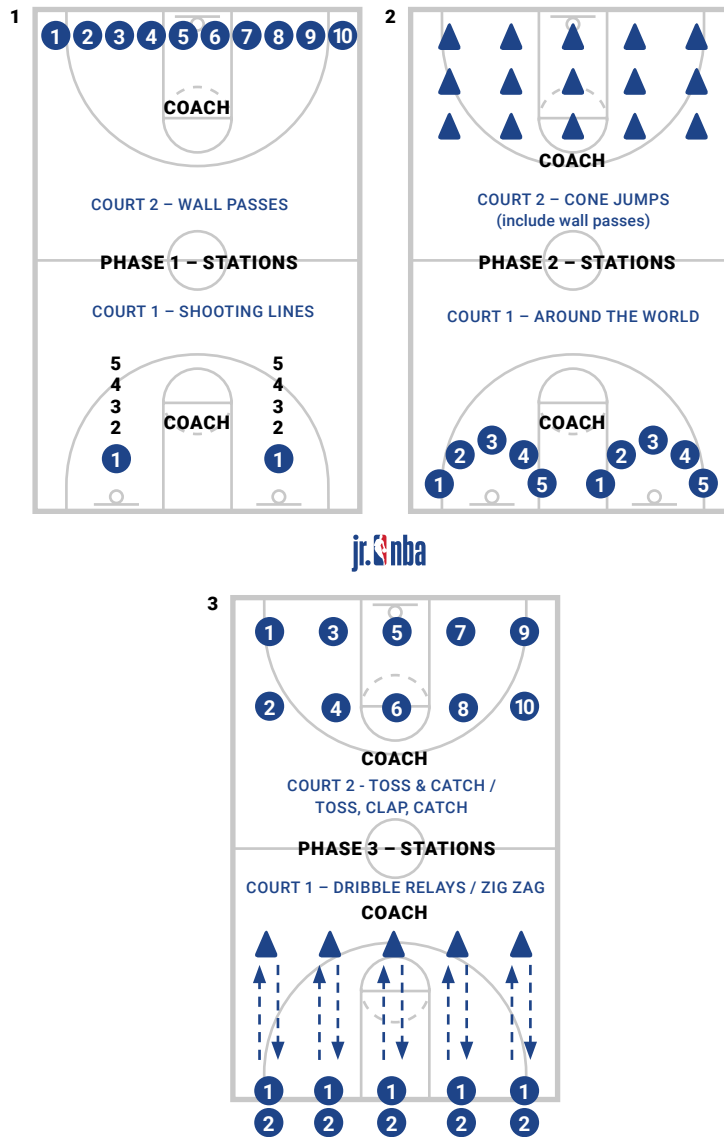 1
1 2 3 4 5 6 7 8 9 10
COACH
COURT 2 – WALL PASSES
PHASE 1 – STATIONS
COURT 1 – SHOOTING LINES
5 5
4 4
3 3
2 COACH 2
1 1
2
COACH
COURT 2 – CONE JUMPS
(include wall passes)
PHASE 2 – STATIONS
COURT 1 – AROUND THE WORLD
COACH
1 2 3 4 5 1 2 3 4 5
jr. nba
3
1 3 5 7 9
2 4 6 8 10
COACH
COURT 2 - TOSS & CATCH /
TOSS, CLAP, CATCH
PHASE 3 – STATIONS
COURT 1 – DRIBBLE RELAYS / ZIG ZAG
COACH
1 1 1 1 1
2 2 2 2 2